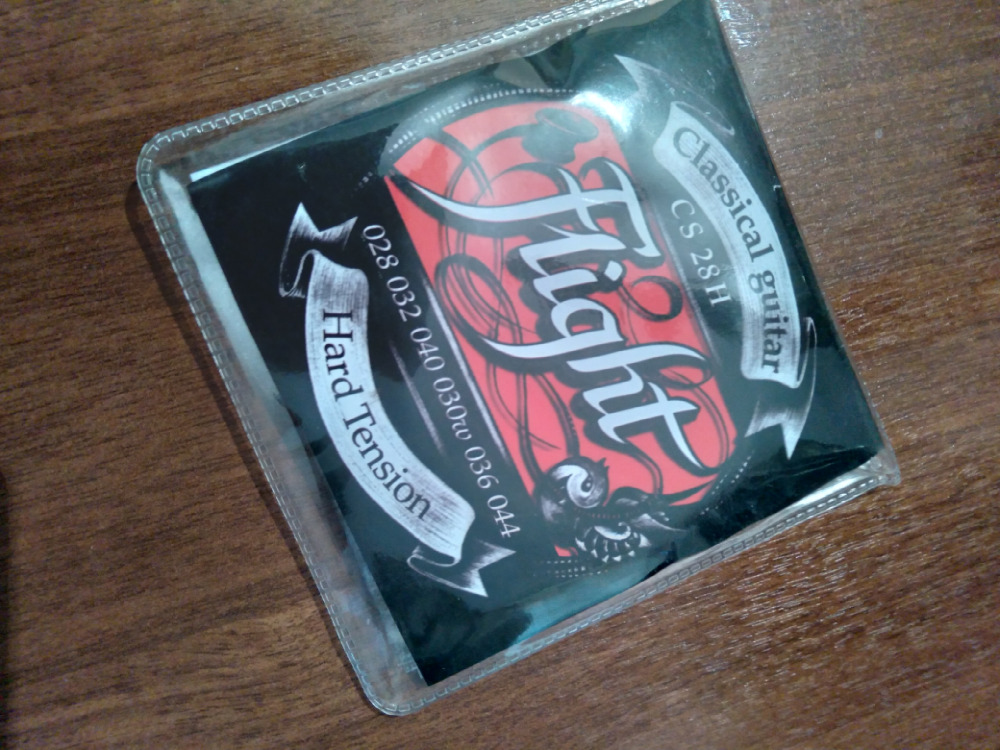 Classical guitar
CS 28 H
Flight
028 032 040 030w 036 044
Hard Tension